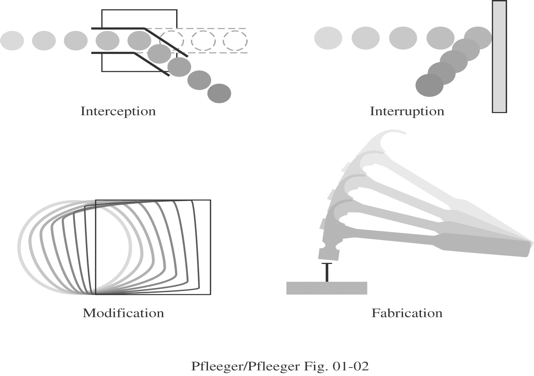 Interception
Interruption
Modification
Fabrication
Pfleeger/Pfleeger Fig. 01-02